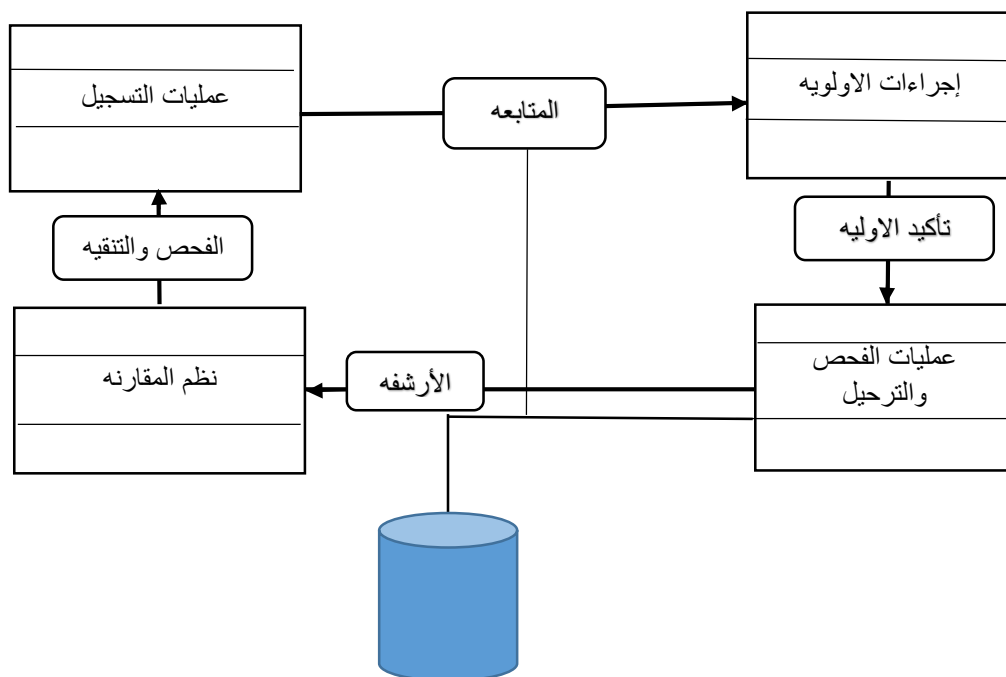 إجراءات الاولويه
عمليات التسجيل
المتابعه
تأكيد الاوليه
الفحص والتنقيه
عمليات الفحص
والترحيل
نظم المقارنه
الأرشفه